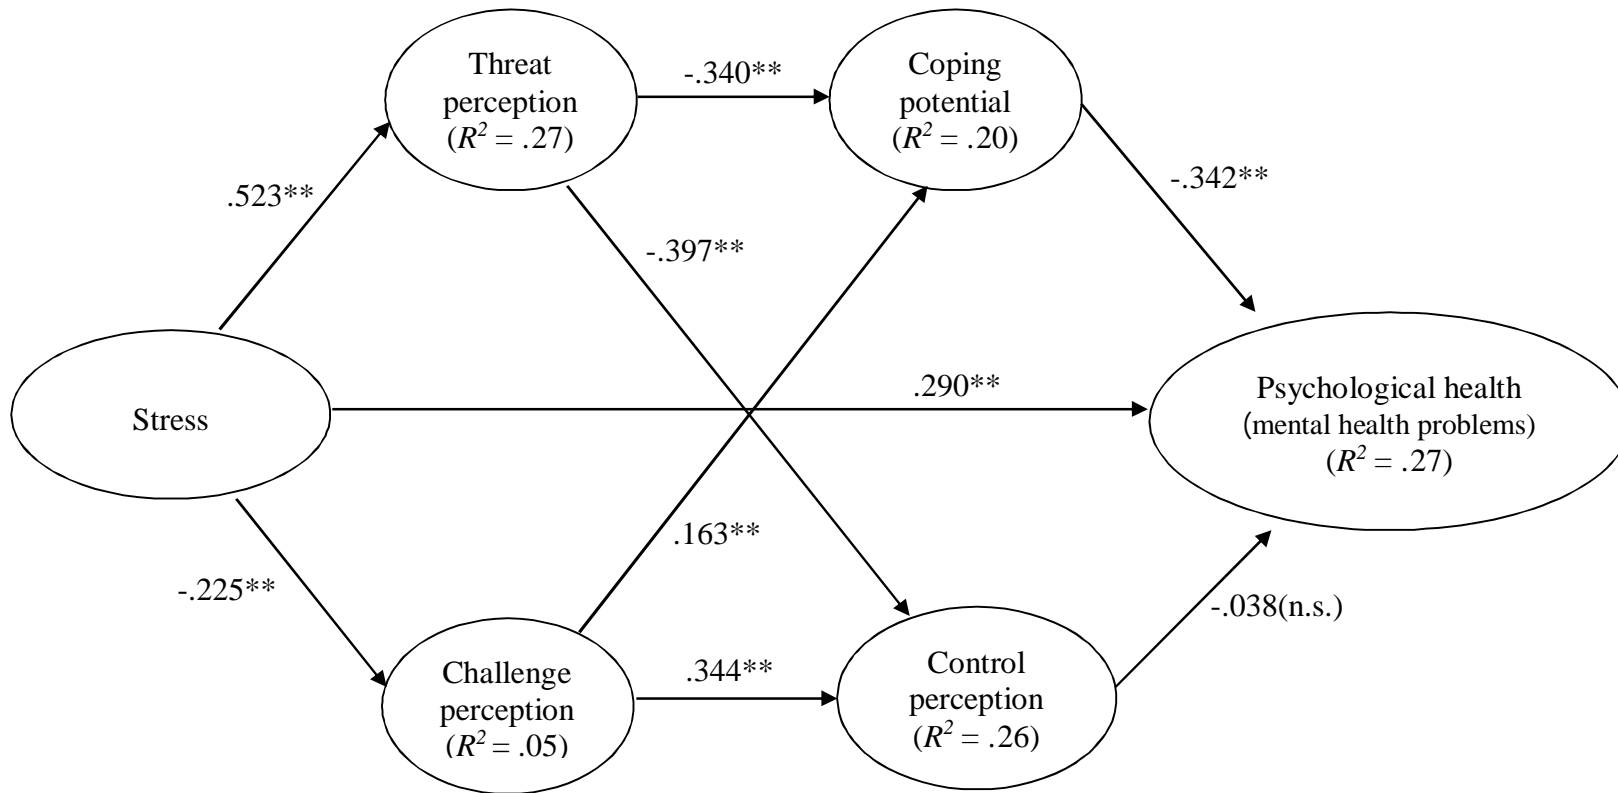 Threat
perception
(R² = .27)
-.340**
Coping
potential
(R² = .20)
.523**
-.342**
-.397**
Stress
.290**
Psychological health
(mental health problems)
(R² = .27)
.163**
-.225**
-.038(n.s.)
Challenge
perception
(R² = .05)
.344**
Control
perception
(R² = .26)